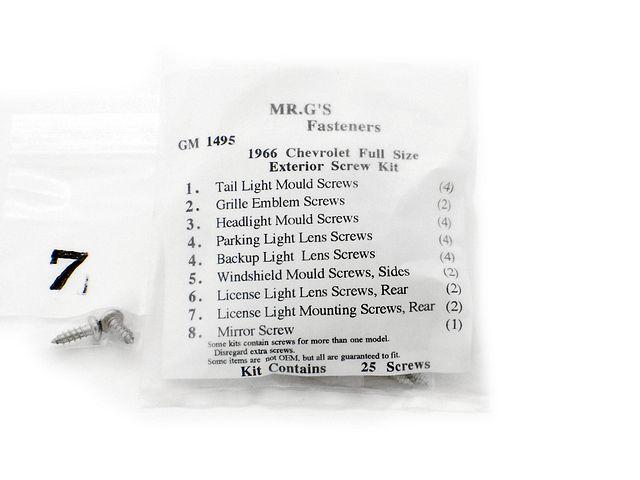 MR.G'S
Fasteners
GM 1495
1966 Chevrolet Full Size
Exterior Screw Kit
1. Tail Light Mould Screws (4)
2. Grille Emblem Screws (2)
3. Headlight Mould Screws (4)
4. Parking Light Lens Screws (4)
4. Backup Light Lens Screws (4)
5. Windshield Mould Screws, Sides (2)
6. License Light Lens Screws, Rear (2)
7. License Light Mounting Screws, Rear (2)
8. Mirror Screw (1)
Some kits contain screws for more than one model.
Disregard extra screws.
Some items are not OEM, but all are guaranteed to fit.
Kit Contains 25 Screws
7